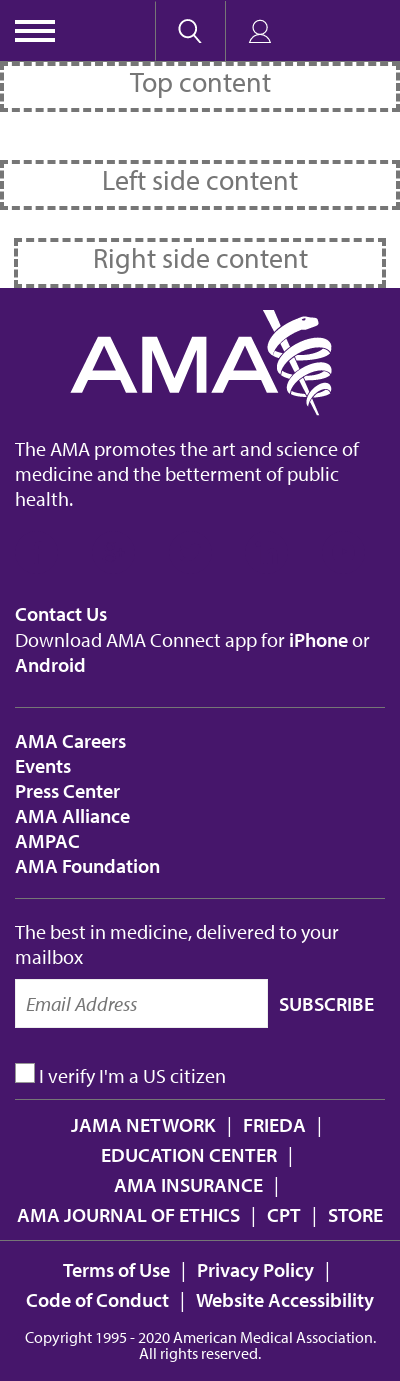 Top content
Left side content
Right side content
AMA
The AMA promotes the art and science of
medicine and the betterment of public
health.
Contact Us
Download AMA Connect app for iPhone or
Android
AMA Careers
Events
Press Center
AMA Alliance
AMPAC
AMA Foundation
The best in medicine, delivered to your
mailbox
Email Address SUBSCRIBE
I verify I'm a US citizen
JAMA NETWORK | FRIEDA |
EDUCATION CENTER |
AMA INSURANCE |
AMA JOURNAL OF ETHICS | CPT | STORE
Terms of Use | Privacy Policy |
Code of Conduct | Website Accessibility
Copyright 1995 - 2020 American Medical Association.
All rights reserved.